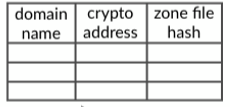 domain name
crypto address
zone file hash